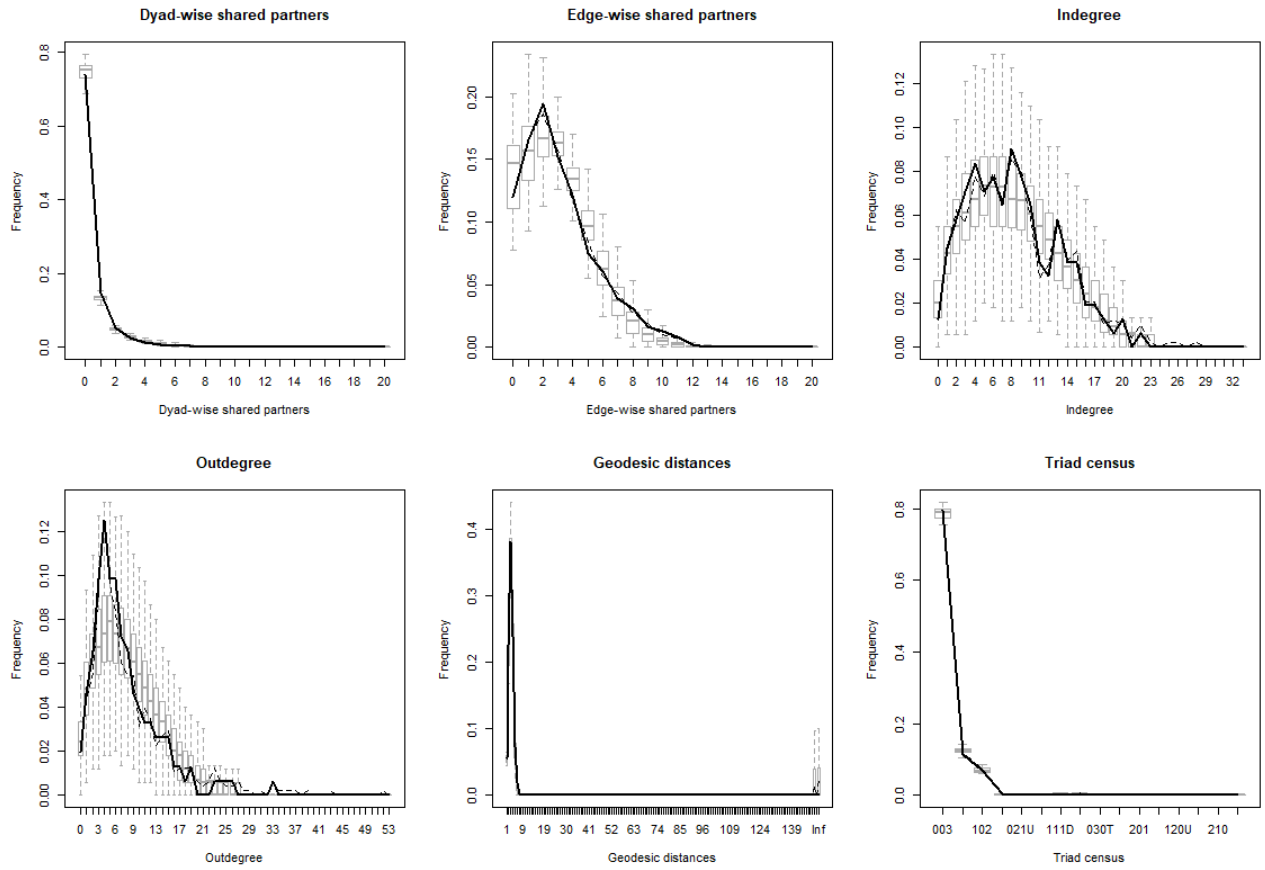 Dyad-wise shared partners
Frequency
0.0 0.2 0.4 0.6 0.8
0 2 4 6 8 10 12 14 16 18 20
Dyad-wise shared partners
Edge-wise shared partners
Frequency
0.00 0.05 0.10 0.15 0.20
0 2 4 6 8 10 12 14 16 18 20
Edge-wise shared partners
Indegree
Frequency
0.00 0.02 0.04 0.06 0.08 0.10 0.12
0 2 4 6 8 11 14 17 20 23 26 29 32
Indegree
Outdegree
Frequency
0.00 0.02 0.04 0.06 0.08 0.10 0.12
0 3 6 9 13 17 21 25 29 33 37 41 45 49 53
Outdegree
Geodesic distances
Frequency
0.0 0.1 0.2 0.3 0.4
1 9 19 30 41 52 63 74 85 96 109 124 139 Inf
Geodesic distances
Triad census
Frequency
0.0 0.2 0.4 0.6 0.8
003 102 021U 111D 030T 201 120U 210
Triad census